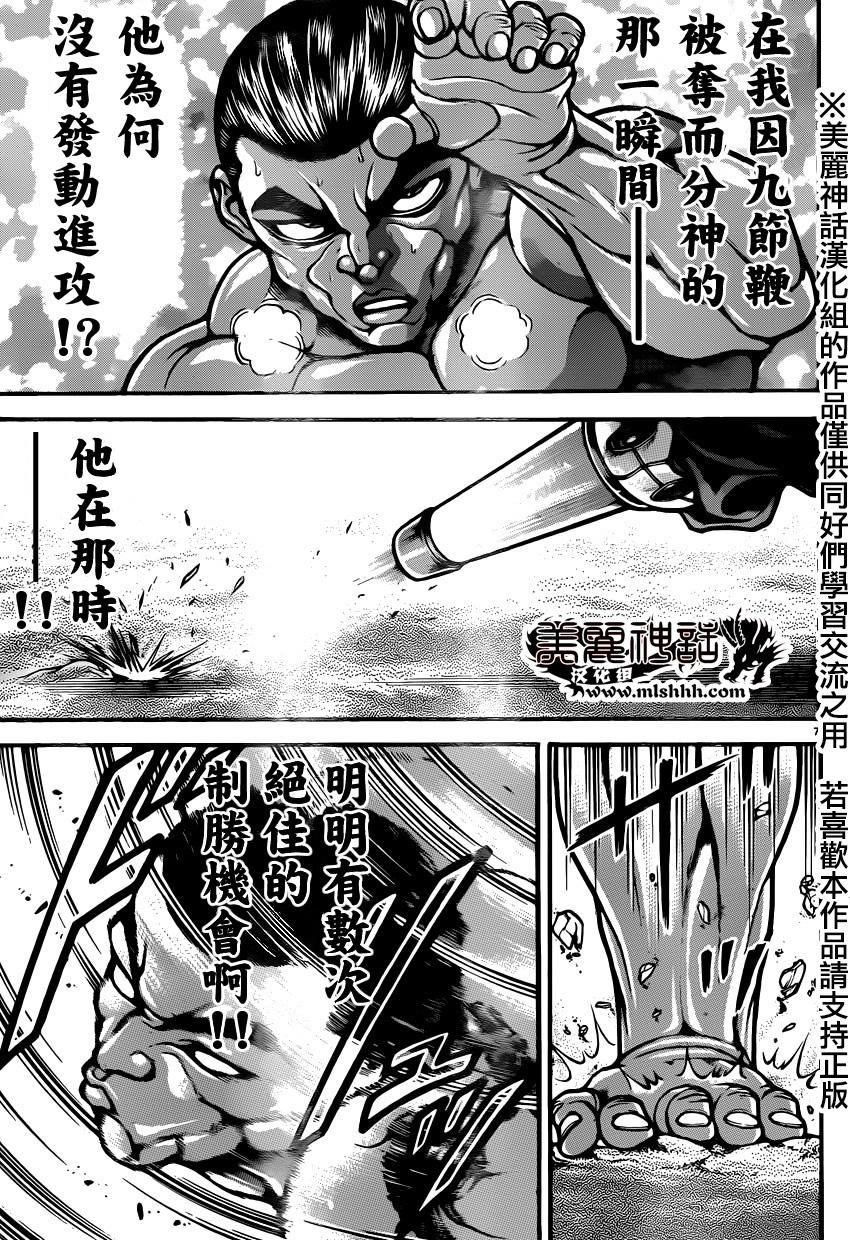 在我因九節鞭
被奪而分神的
那一瞬間——
他為何
沒有發動進攻!?
他在那時
——!!
美麗神話
汉化组
www.mlshhh.com
7
明明有數次
絕佳的
制勝機會啊!!
※美麗神話漢化組的作品僅供同好們學習交流之用 若喜歡本作品請支持正版